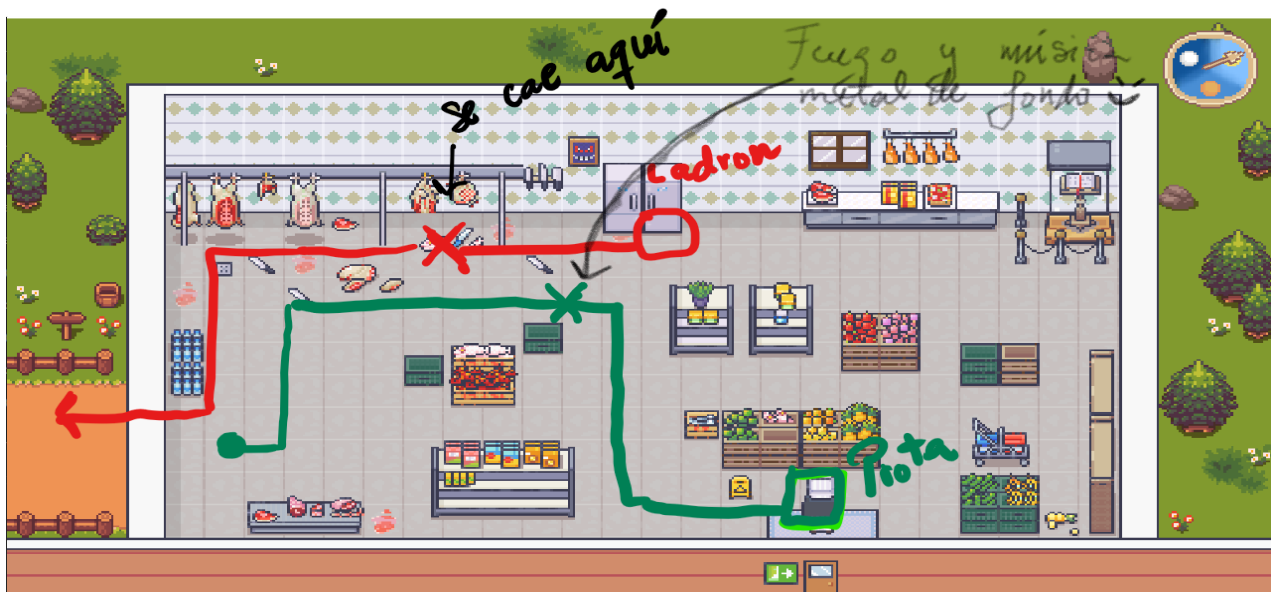 se cae aquí
Fuego y música
metal de fondo
Ladron
Prota